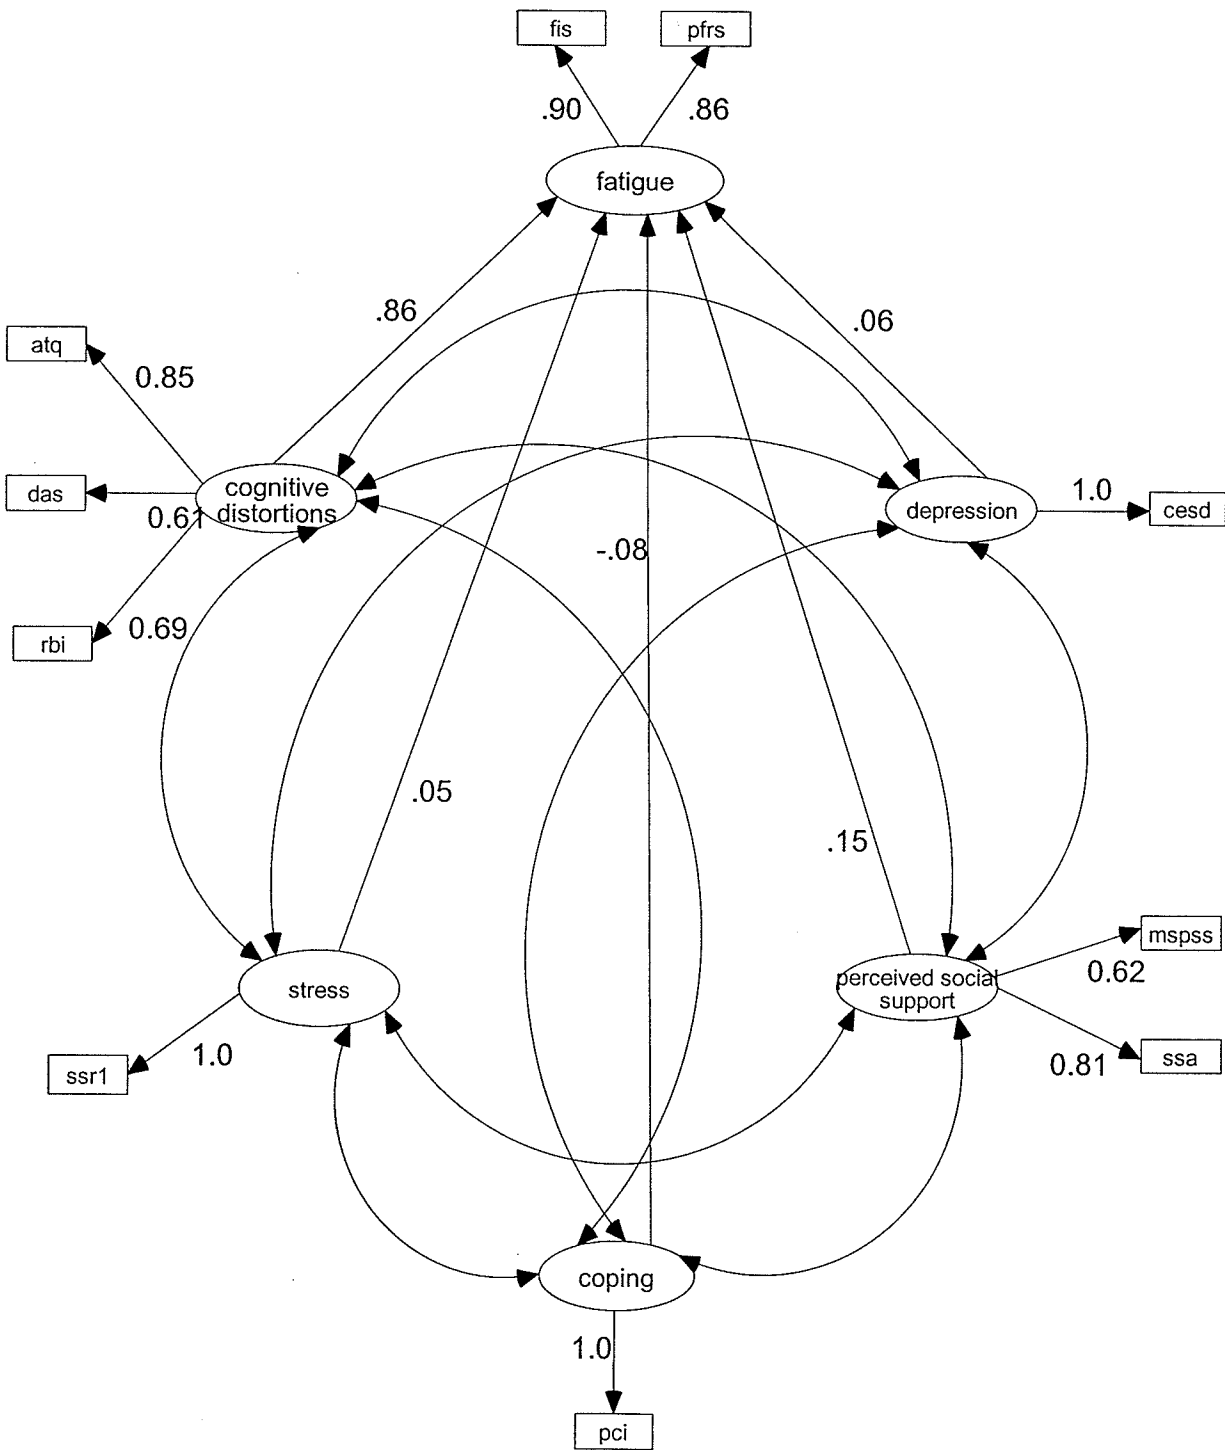 fis
pfrs
.90
.86
fatigue
.86
.06
atq
0.85
das
cognitive
distortions
0.61
depression
1.0
cesd
-.08
rbi
0.69
.05
.15
mspss
0.62
perceived social
support
stress
ssr1
1.0
0.81
ssa
coping
1.0
pci